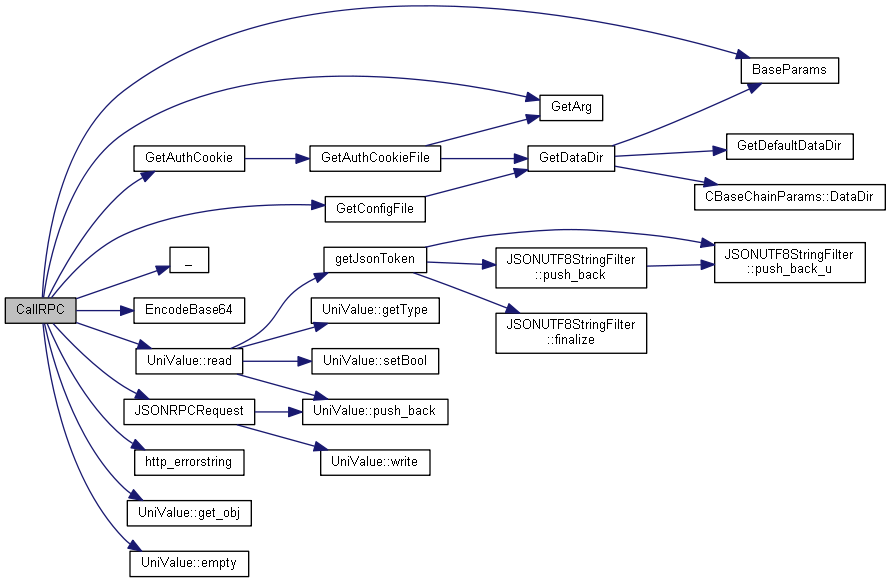 BaseParams
GetArg
GetAuthCookie
GetAuthCookieFile
GetDataDir
GetDefaultDataDir
CBaseChainParams::DataDir
GetConfigFile
_
getJsonToken
JSONUTF8StringFilter
::push_back
JSONUTF8StringFilter
::push_back_u
CallRPC
EncodeBase64
UniValue::getType
JSONUTF8StringFilter
::finalize
UniValue::read
UniValue::setBool
JSONRPCRequest
UniValue::push_back
http_errorstring
UniValue::write
UniValue::get_obj
UniValue::empty